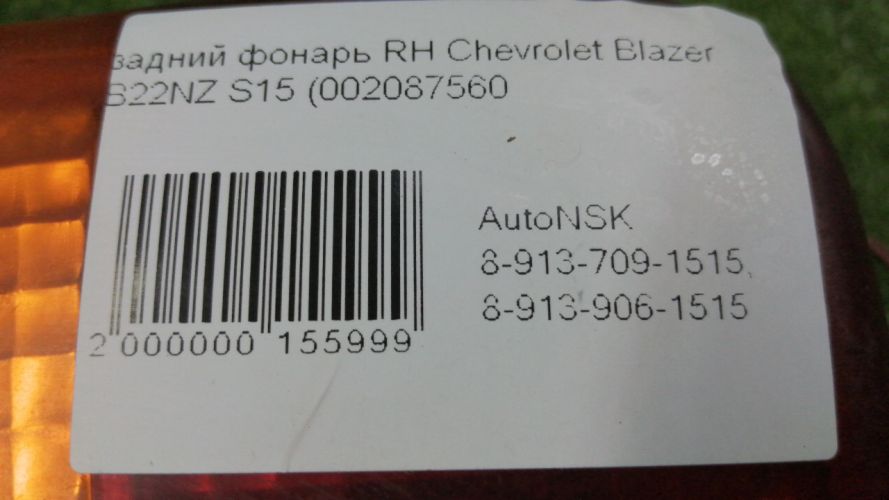 задний фонарь RH Chevrolet Blazer
B22NZ S15 (002087560
AutoNSK
8-913-709-1515,
8-913-906-1515
2 000000 155999